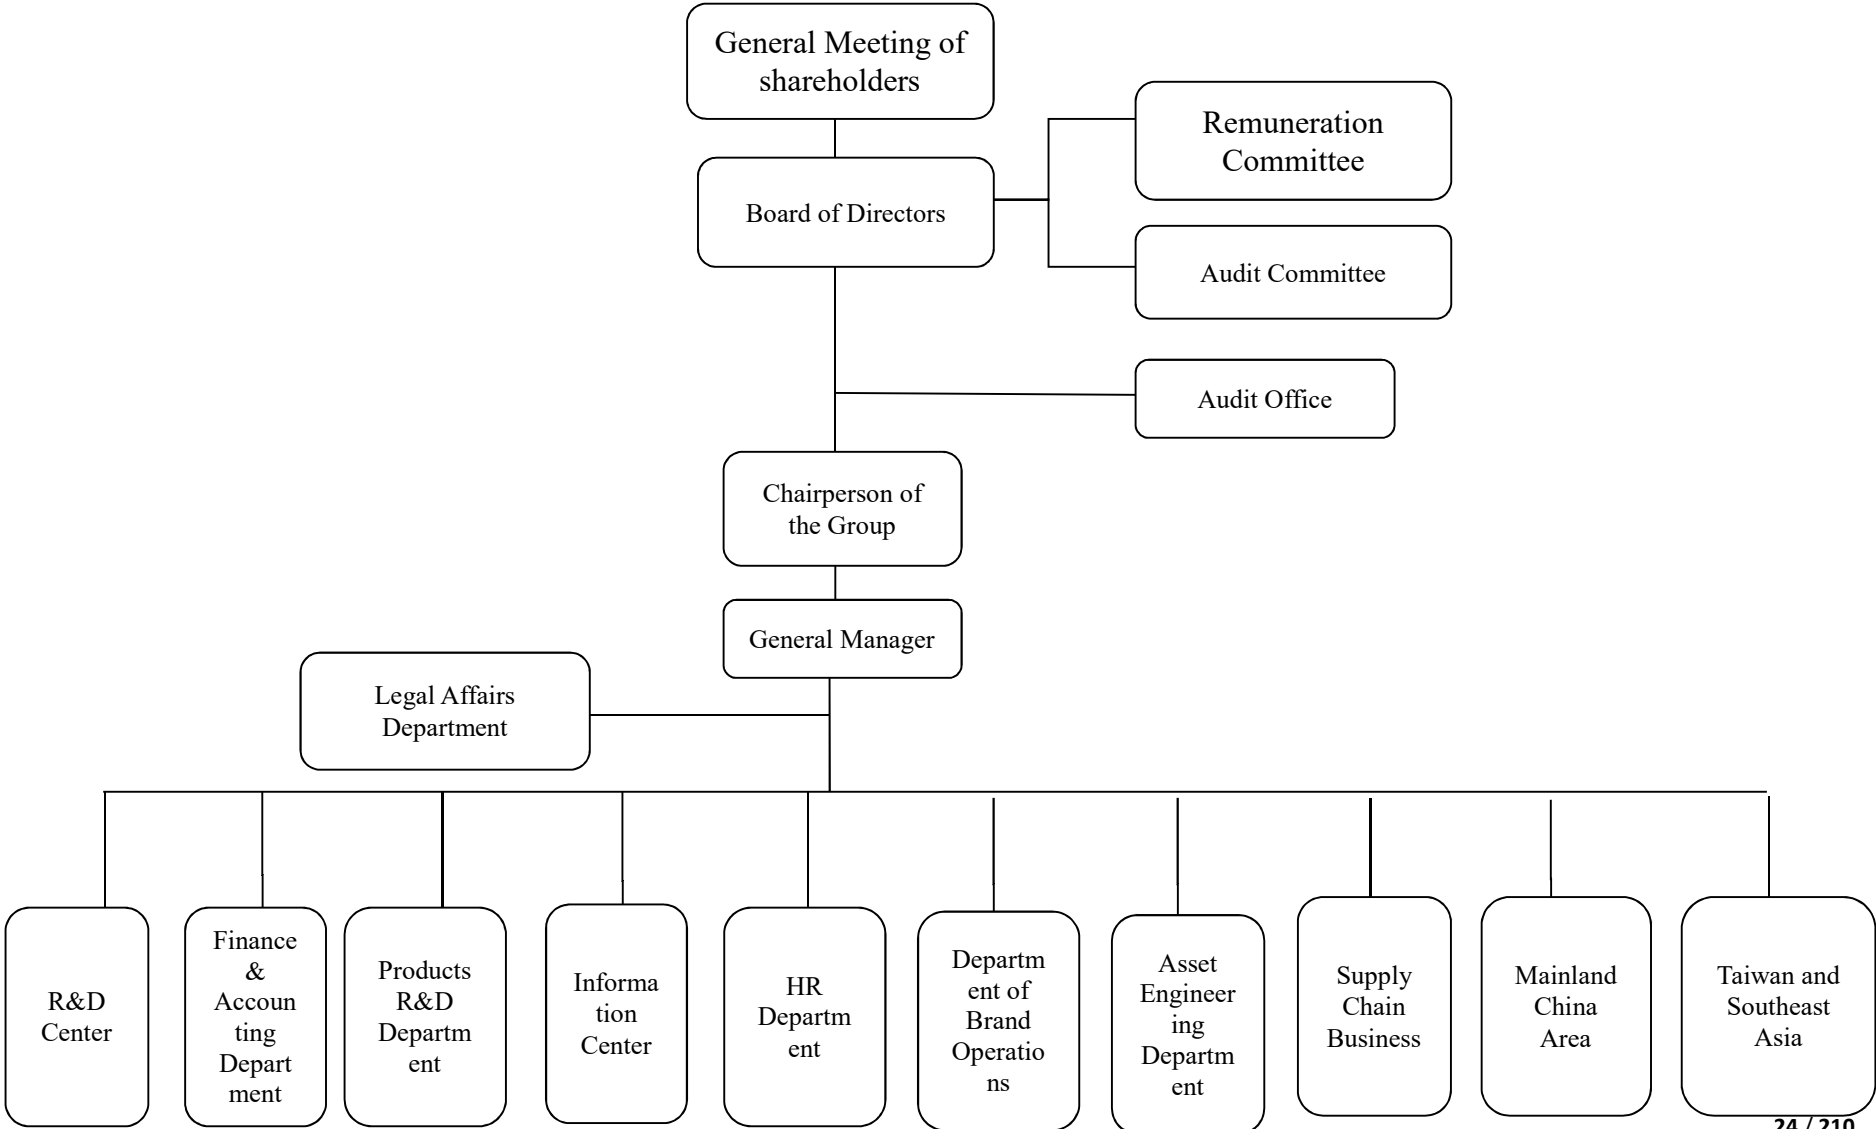 General Meeting of
shareholders
Remuneration
Committee
Board of Directors
Audit Committee
Audit Office
Chairperson of
the Group
General Manager
Legal Affairs
Department
R&D
Center
Finance
&
Accoun
ting
Depart
ment
Products
R&D
Departm
ent
Informa
tion
Center
HR
Departm
ent
Departm
ent of
Brand
Operatio
ns
Asset
Engineer
ing
Departm
ent
Supply
Chain
Business
Mainland
China
Area
Taiwan and
Southeast
Asia
24 / 210